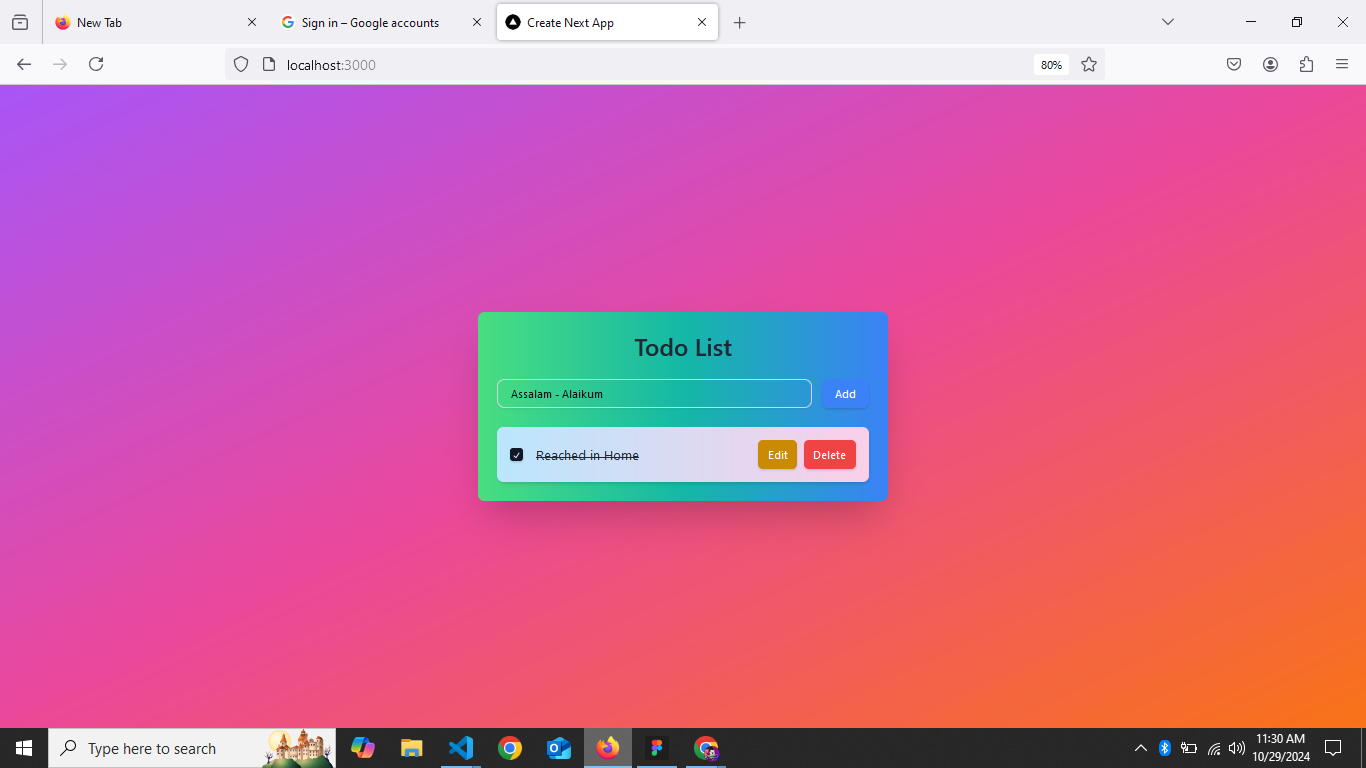 New Tab
Sign in – Google accounts
Create Next App
localhost:3000
80%
Todo List
Assalam - Alaikum
Add
Reached in Home
Edit
Delete
Type here to search
11:30 AM
10/29/2024